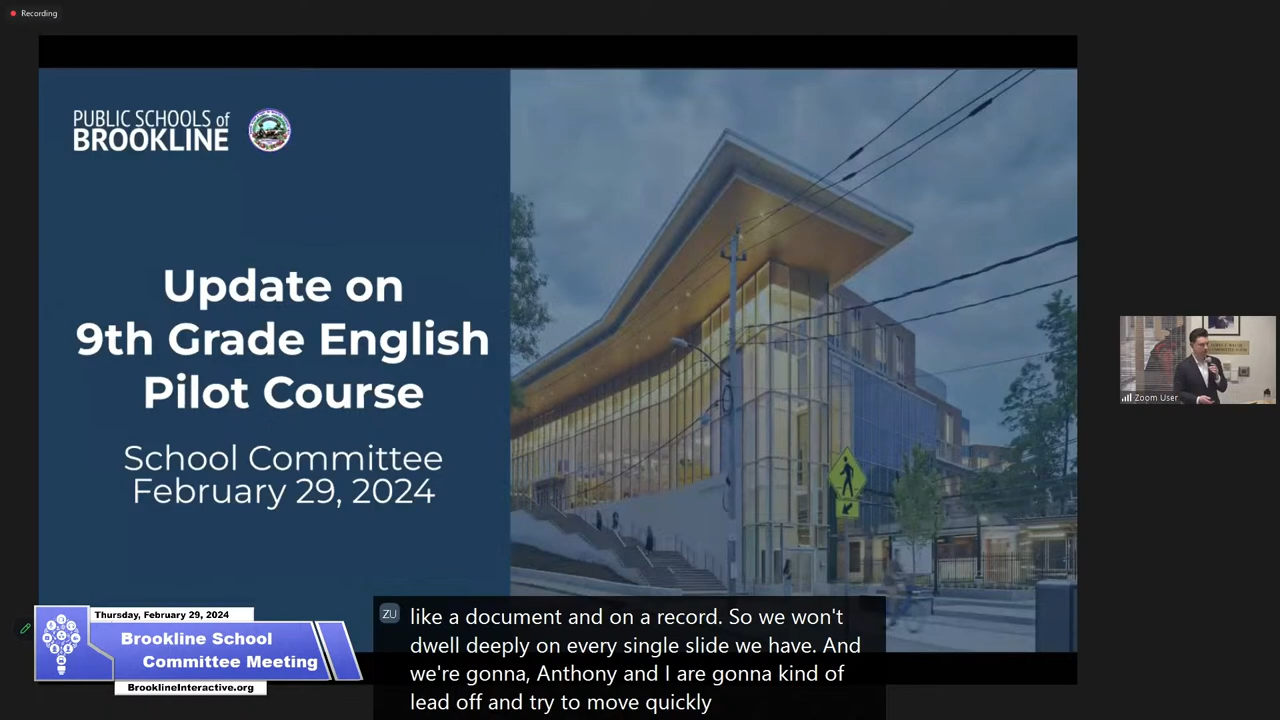 Recording
PUBLIC SCHOOLS of
BROOKLINE
Update on
9th Grade English
Pilot Course
School Committee
February 29, 2024
Zoom User
Thursday, February 29, 2024
Brookline School
Committee Meeting
BrooklineInteractive.org
ZU
like a document and on a record. So we won't
dwell deeply on every single slide we have. And
we're gonna, Anthony and I are gonna kind of
lead off and try to move quickly